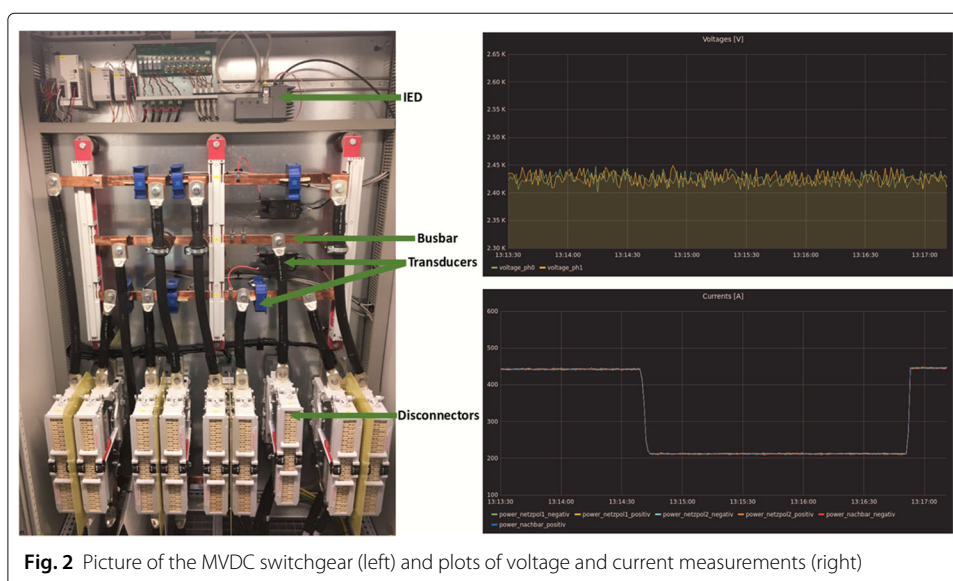 IED
Busbar
Transducers
Disconnectors
Voltages [V]
2.65 K
2.60 K
2.55 K
2.50 K
2.45 K
2.40 K
2.35 K
2.30 K
13:13:30 13:14:00 13:14:30 13:15:00 13:15:30 13:16:00 13:16:30 13:17:00
voltage_ph0 voltage_ph1
Currents [A]
600
500
400
300
200
100
13:13:30 13:14:00 13:14:30 13:15:00 13:15:30 13:16:00 13:16:30 13:17:00
power_netzpol1_negativ power_netzpol1_positiv power_netzpol2_negativ power_netzpol2_positiv power_nachbar_negativ
power_nachbar_positiv
Fig. 2 Picture of the MVDC switchgear (left) and plots of voltage and current measurements (right)